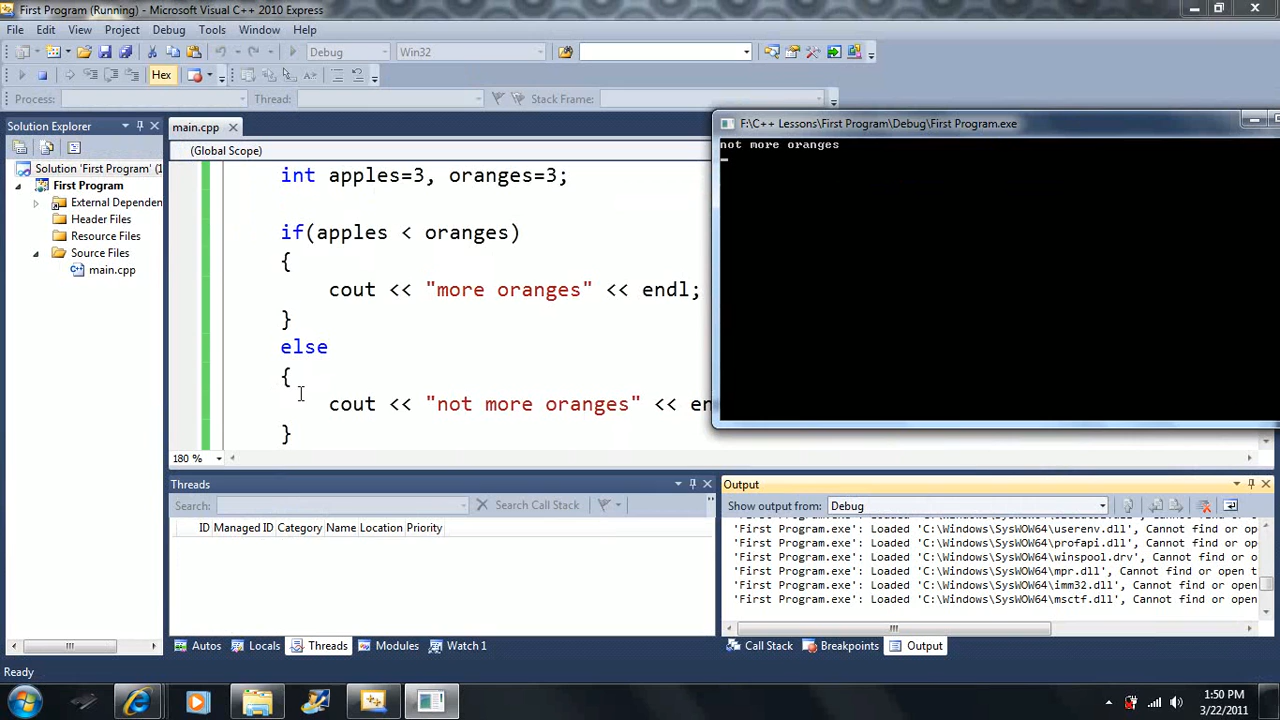 First Program (Running) - Microsoft Visual C++ 2010 Express
File Edit View Project Debug Tools Window Help
Debug Win32
Hex
Process: Thread: Stack Frame:
Solution Explorer
Solution 'First Program' (1
First Program
External Dependen
Header Files
Resource Files
Source Files
main.cpp
main.cpp
(Global Scope)
int apples=3, oranges=3;
if(apples < oranges)
{
cout << "more oranges" << endl;
}
else
{
cout << "not more oranges" << en
}
180 %
F:\C++ Lessons\First Program\Debug\First Program.exe
not more oranges
Threads
Search: Search Call Stack
ID Managed ID Category Name Location Priority
Autos Locals Threads Modules Watch 1
Output
Show output from: Debug
'First Program.exe': Loaded 'C:\Windows\SysWOW64\userenv.dll', Cannot find or op
'First Program.exe': Loaded 'C:\Windows\SysWOW64\profapi.dll', Cannot find or op
'First Program.exe': Loaded 'C:\Windows\SysWOW64\winspool.drv', Cannot find or o
'First Program.exe': Loaded 'C:\Windows\SysWOW64\mpr.dll', Cannot find or open t
'First Program.exe': Loaded 'C:\Windows\SysWOW64\imm32.dll', Cannot find or open
'First Program.exe': Loaded 'C:\Windows\SysWOW64\msctf.dll', Cannot find or open
Call Stack Breakpoints Output
Ready
1:50 PM
3/22/2011